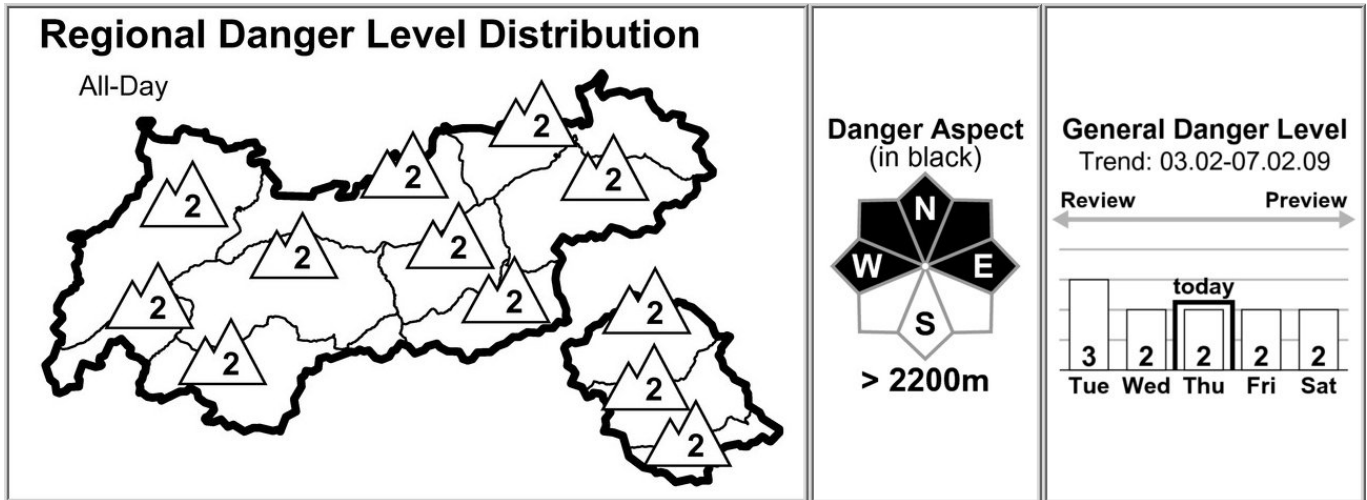 Regional Danger Level Distribution
All-Day
2
2
2
2
2
2
2
2
2
2
2
2
Danger Aspect
(in black)
N
W E
S
> 2200m
General Danger Level
Trend: 03.02-07.02.09
Review Preview
today
3 2 2 2 2
Tue Wed Thu Fri Sat